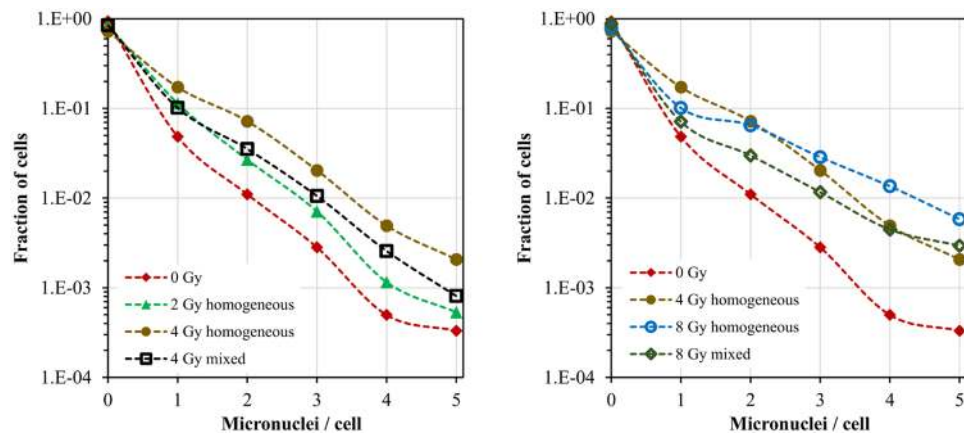 1.E+00
1.E-01
1.E-02
1.E-03
1.E-04
Fraction of cells
0 Gy
2 Gy homogeneous
4 Gy homogeneous
4 Gy mixed
0 1 2 3 4 5
Micronuclei / cell
1.E+00
1.E-01
1.E-02
1.E-03
1.E-04
Fraction of cells
0 Gy
4 Gy homogeneous
8 Gy homogeneous
8 Gy mixed
0 1 2 3 4 5
Micronuclei / cell